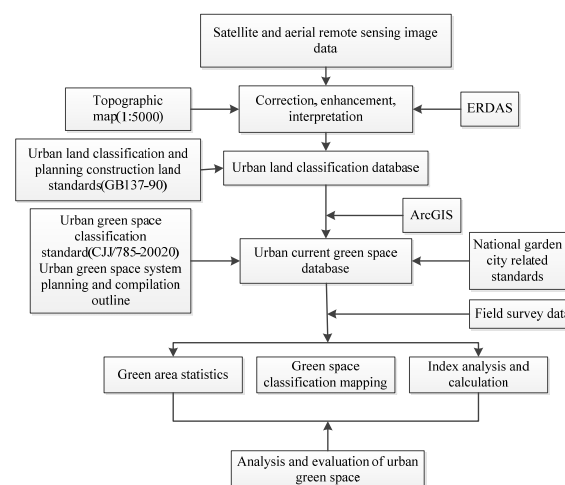 Satellite and aerial remote sensing image
data
Topographic
map(1:5000)
Correction, enhancement,
interpretation
ERDAS
Urban land classification and
planning construction land
standards(GB137-90)
Urban land classification database
ArcGIS
Urban green space
classification
standard(CJJ/785-20020)
Urban green space system
planning and compilation
outline
Urban current green space
database
National garden
city related
standards
Field survey data
Green area statistics
Green space
classification mapping
Index analysis and
calculation
Analysis and evaluation of urban
green space